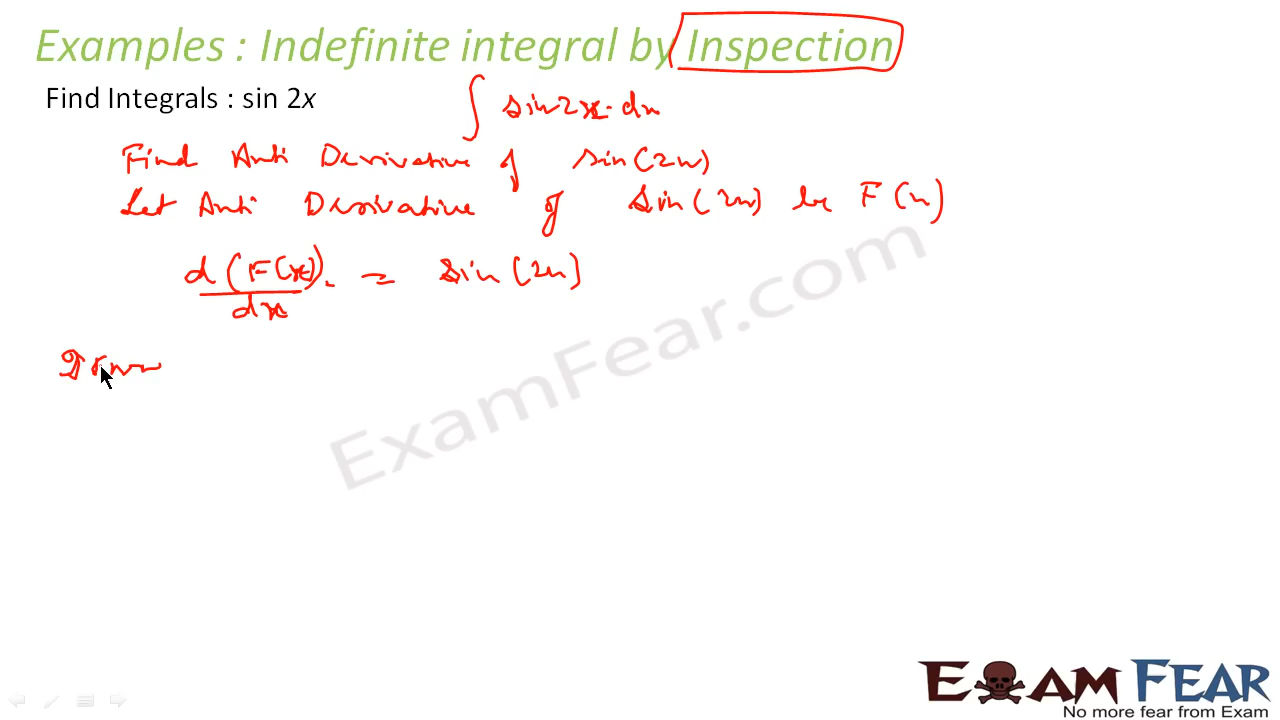 Examples : Indefinite integral by Inspection
Find Integrals : sin 2x
∫ sin2x. dx
Find Anti Derivative of sin(2x)
Let Anti Derivative of sin(2x) be F(x)
d(F(x)). = sin(2x)
dx
ExamFear.com
EXAM FEAR
No more fear from Exam